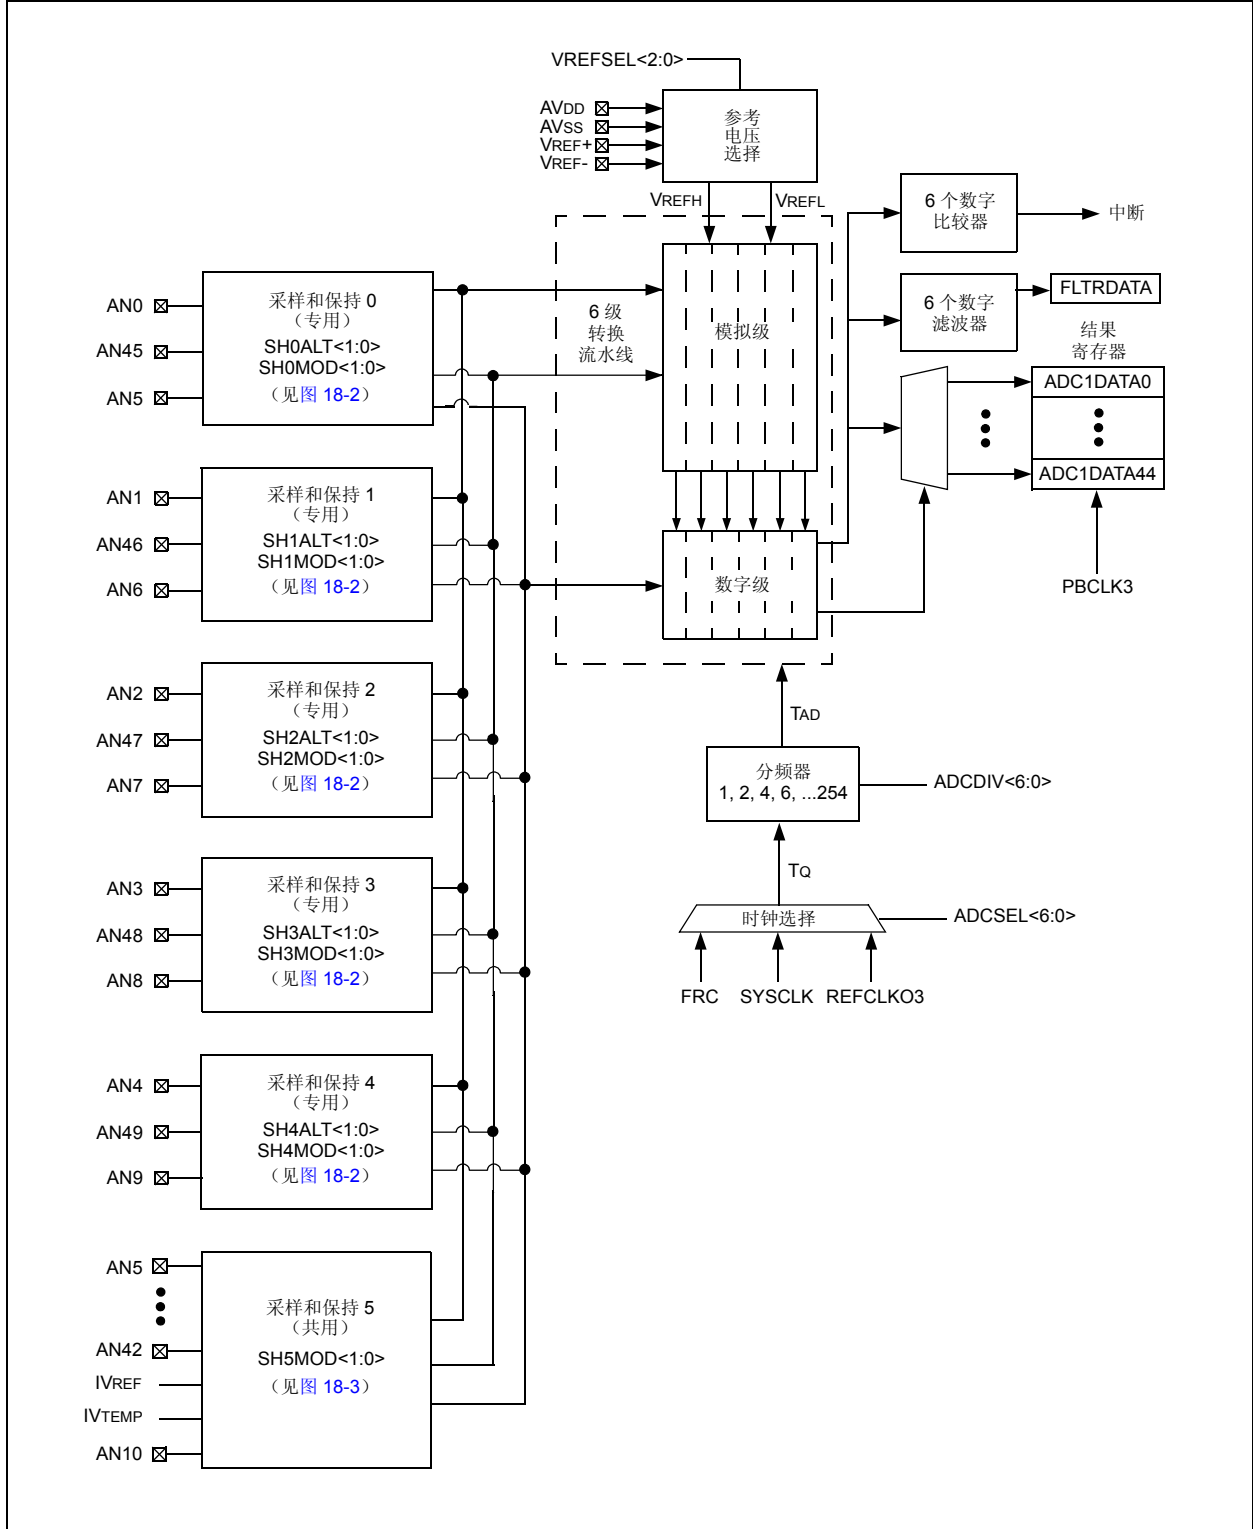 VREFSEL<2:0>
AVDD
AVSS
VREF+
VREF-
参考
电压
选择
VREFH
VREFL
6 个数字
比较器
中断
6 个数字
滤波器
FLTRDATA
结果
寄存器
ADC1DATA0
ADC1DATA44
PBCLK3
6 级
转换
流水线
模拟级
数字级
AN0
AN45
AN5
采样和保持 0
（专用）
SH0ALT<1:0>
SH0MOD<1:0>
（见图 18-2）
AN1
AN46
AN6
采样和保持 1
（专用）
SH1ALT<1:0>
SH1MOD<1:0>
（见图 18-2）
AN2
AN47
AN7
采样和保持 2
（专用）
SH2ALT<1:0>
SH2MOD<1:0>
（见图 18-2）
TAD
分频器
1, 2, 4, 6, ...254
ADCDIV<6:0>
TQ
时钟选择
ADCSEL<6:0>
FRC
SYSCLK
REFCLKO3
AN3
AN48
AN8
采样和保持 3
（专用）
SH3ALT<1:0>
SH3MOD<1:0>
（见图 18-2）
AN4
AN49
AN9
采样和保持 4
（专用）
SH4ALT<1:0>
SH4MOD<1:0>
（见图 18-2）
AN5
AN42
IVREF
IVTEMP
AN10
采样和保持 5
（共用）
SH5MOD<1:0>
（见图 18-3）